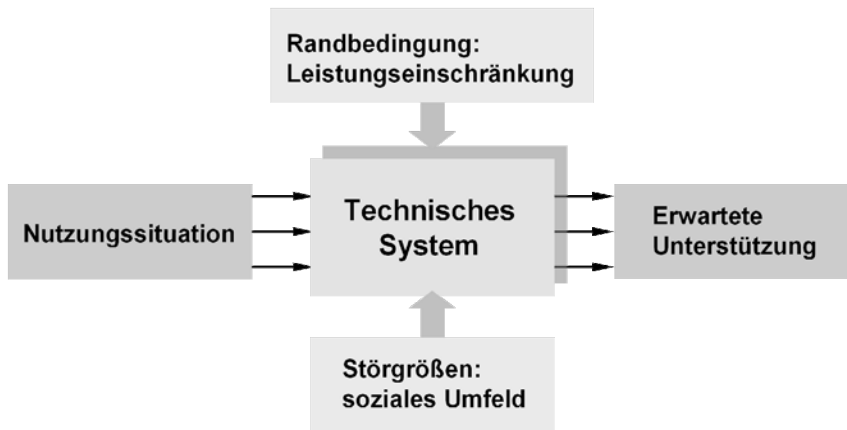 Randbedingung:
Leistungseinschränkung
Nutzungssituation
Technisches
System
Erwartete
Unterstützung
Störgrößen:
soziales Umfeld